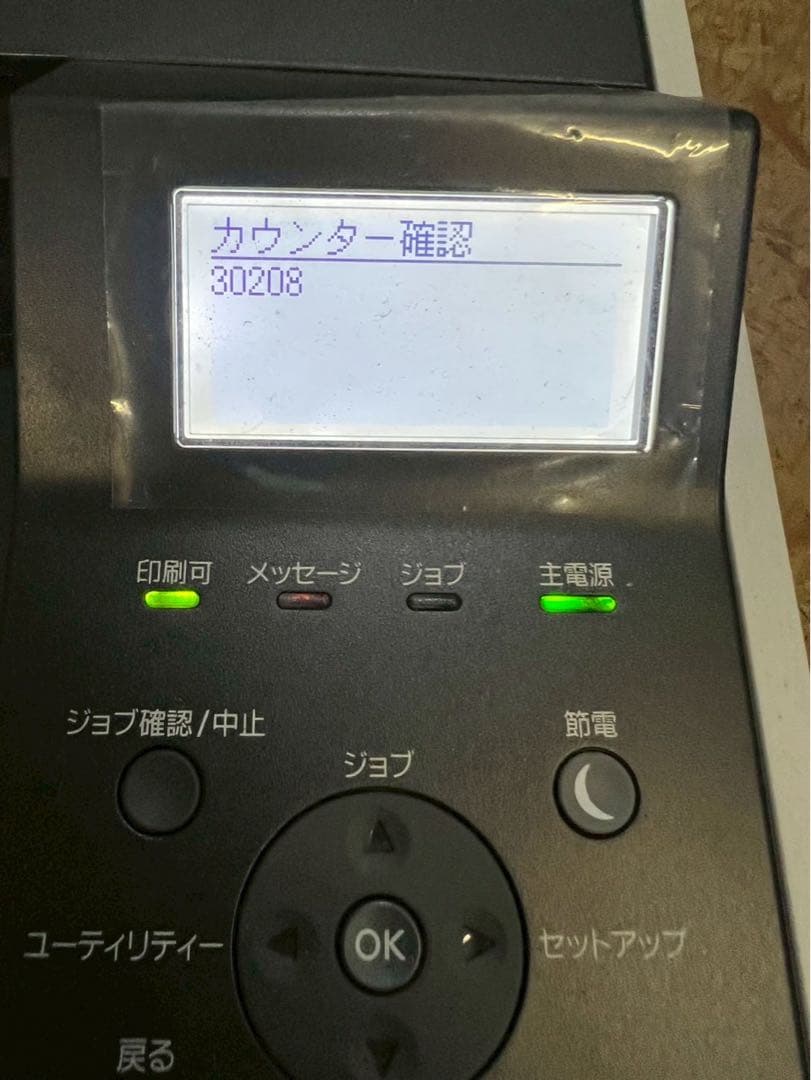 カウンター確認
30208
印刷可 メッセージ ジョブ 主電源
ジョブ確認/中止 節電
ジョブ
ユーティリティー OK セットアップ
戻る